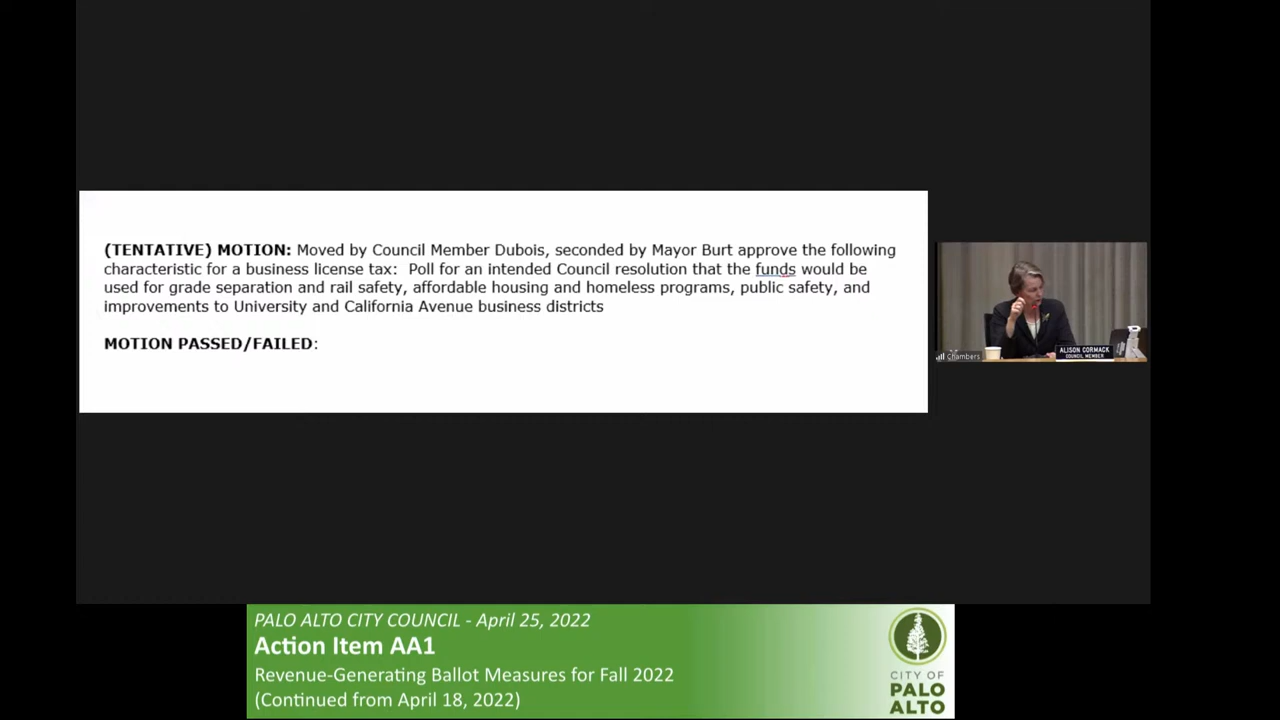 (TENTATIVE) MOTION: Moved by Council Member Dubois, seconded by Mayor Burt approve the following
characteristic for a business license tax: Poll for an intended Council resolution that the funds would be
used for grade separation and rail safety, affordable housing and homeless programs, public safety, and
improvements to University and California Avenue business districts
MOTION PASSED/FAILED:
Chambers
ALISON CORMACK
COUNCIL MEMBER
PALO ALTO CITY COUNCIL - April 25, 2022
Action Item AA1
Revenue-Generating Ballot Measures for Fall 2022
(Continued from April 18, 2022)
CITY OF
PALO
ALTO